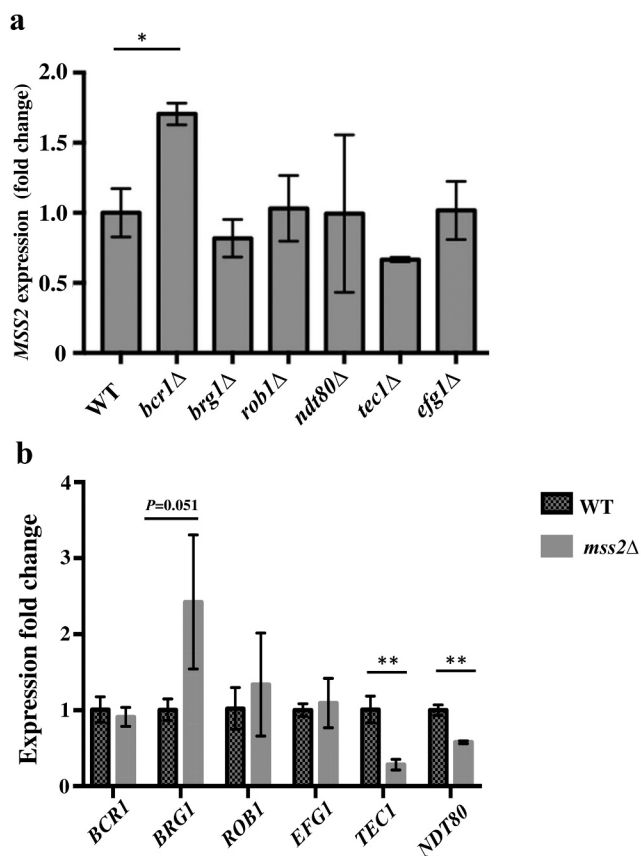 a
*
2.0
1.5
1.0
0.5
0
MSS2 expression (fold change)
WT
bcr1Δ
brg1Δ
rob1Δ
ndt80Δ
tec1Δ
efg1Δ
b
4
3
2
1
0
Expression fold change
P=0.051
**
**
WT
mss2Δ
BCR1
BRG1
ROB1
EFG1
TEC1
NDT80